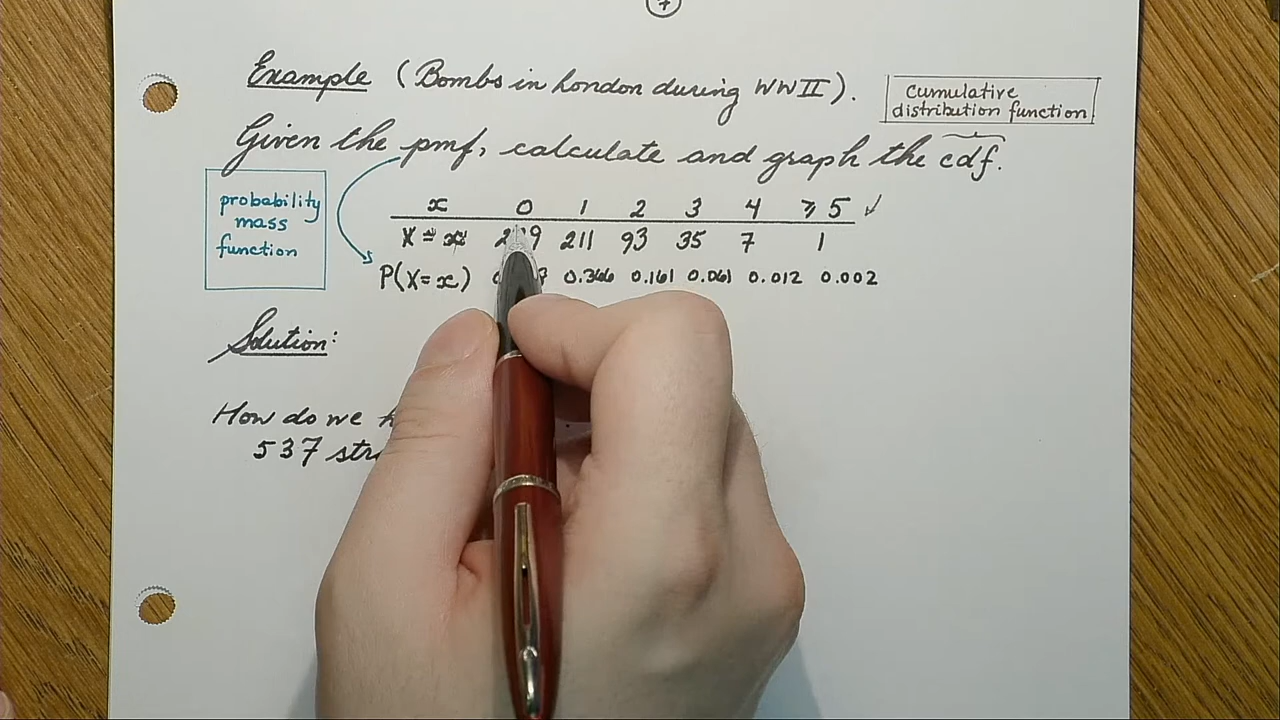 7
Example (Bombs in London during WWII).
cumulative
distribution function
Given the pmf, calculate and graph the cdf.
probability
mass
function
x 0 1 2 3 4 ⩾ 5 ✓
X = x 211 93 35 7 1
P(X=x) 0.366 0.161 0.061 0.012 0.002
Solution:
How do we
537